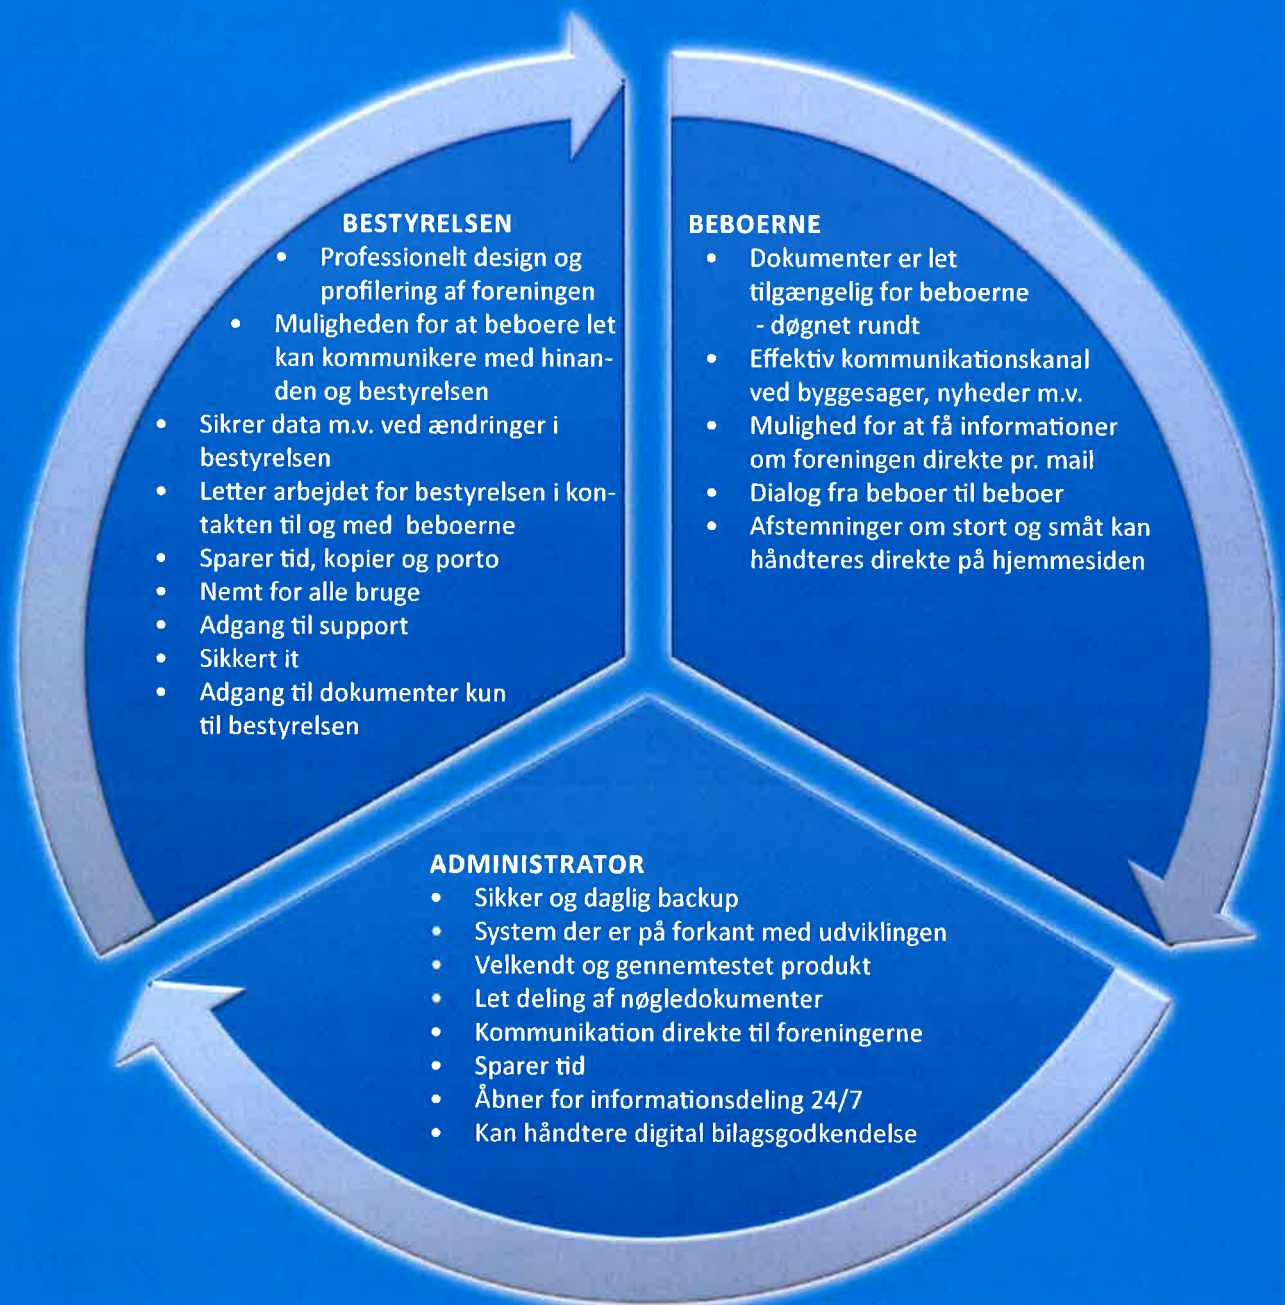 BESTYRELSEN
• Professionelt design og
profilering af foreningen
• Muligheden for at beboere let
kan kommunikere med hinan-
den og bestyrelsen
• Sikrer data m.v. ved ændringer i
bestyrelsen
• Letter arbejdet for bestyrelsen i kon-
takten til og med beboerne
• Sparer tid, kopier og porto
• Nemt for alle bruge
• Adgang til support
• Sikkert it
• Adgang til dokumenter kun
til bestyrelsen
BEBOERNE
• Dokumenter er let
tilgængelig for beboerne
- døgnet rundt
• Effektiv kommunikationskanal
ved byggesager, nyheder m.v.
• Mulighed for at få informationer
om foreningen direkte pr. mail
• Dialog fra beboer til beboer
• Afstemninger om stort og småt kan
håndteres direkte på hjemmesiden
ADMINISTRATOR
• Sikker og daglig backup
• System der er på forkant med udviklingen
• Velkendt og gennemtestet produkt
• Let deling af nøgledokumenter
• Kommunikation direkte til foreningerne
• Sparer tid
• Åbner for informationsdeling 24/7
• Kan håndtere digital bilagsgodkendelse